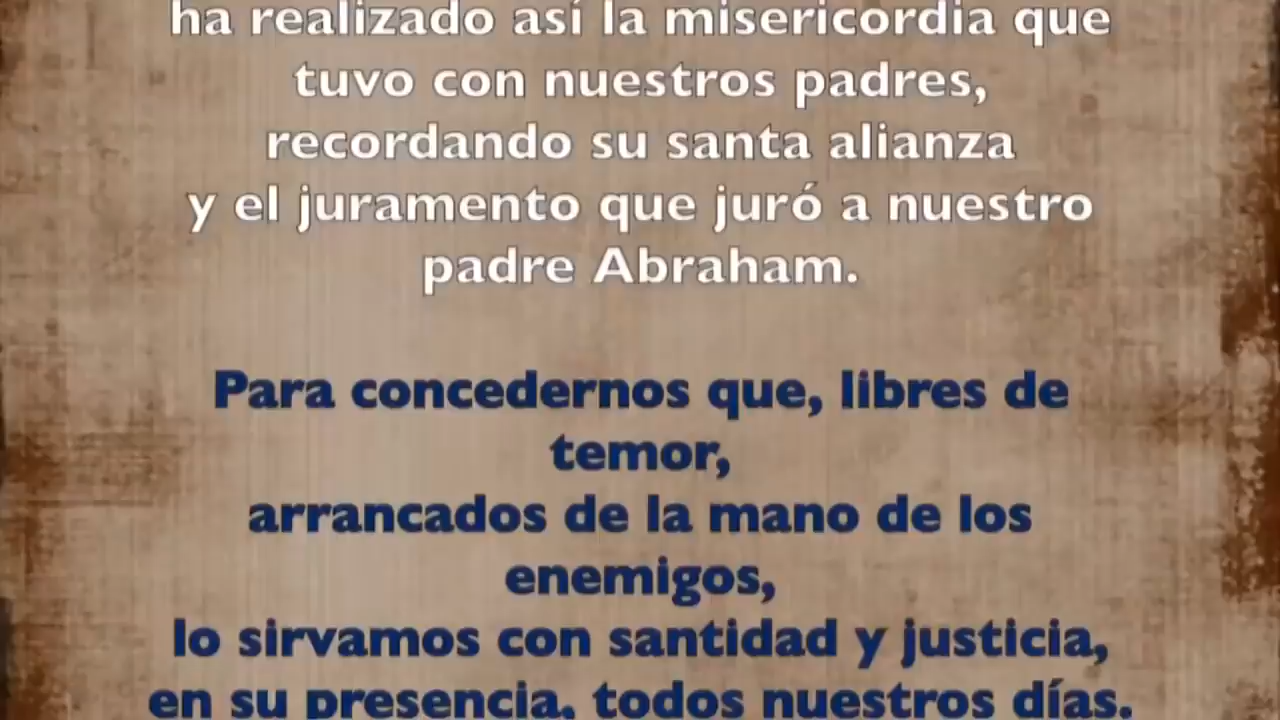 ha realizado así la misericordia que
tuvo con nuestros padres,
recordando su santa alianza
y el juramento que juró a nuestro
padre Abraham.
Para concedernos que, libres de
temor,
arrancados de la mano de los
enemigos,
lo sirvamos con santidad y justicia,
en su presencia, todos nuestros días.